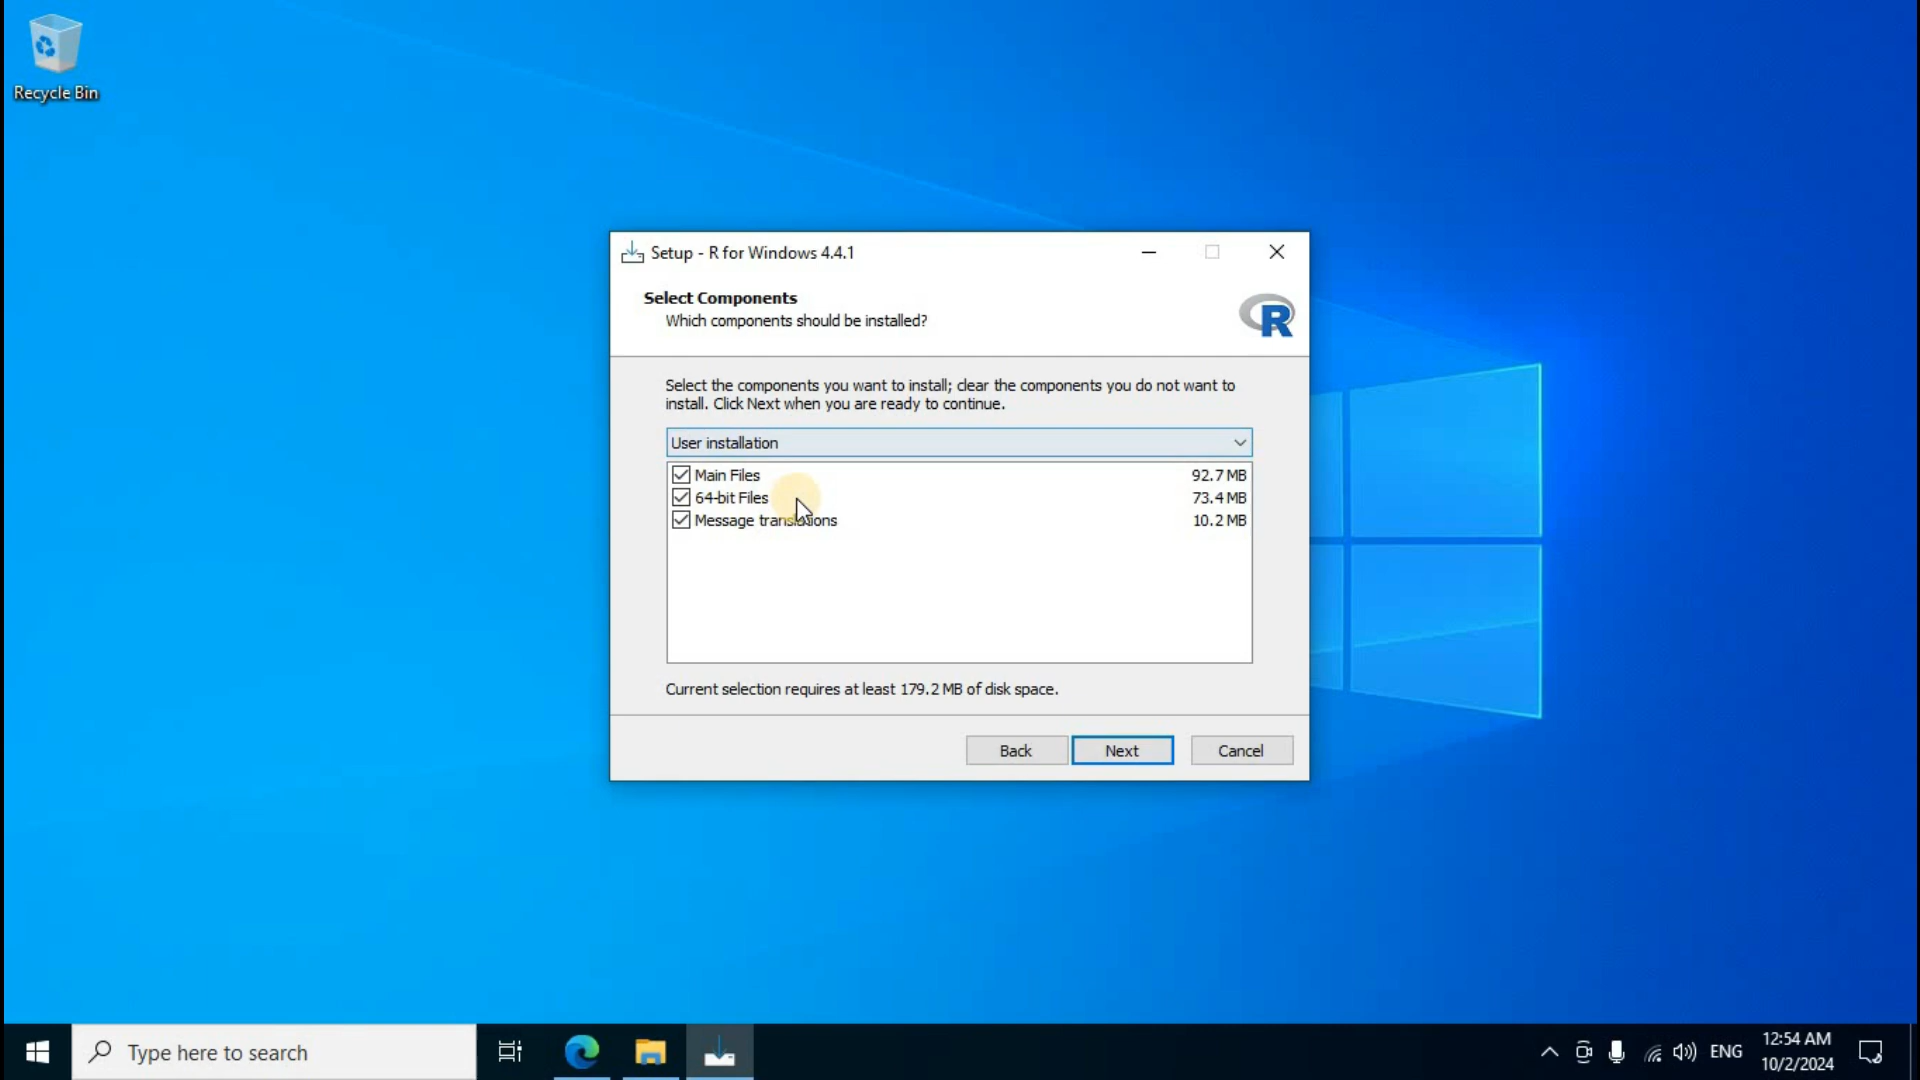 Recycle Bin
Setup - R for Windows 4.4.1
Select Components
Which components should be installed?
R
Select the components you want to install; clear the components you do not want to
install. Click Next when you are ready to continue.
User installation
Main Files 92.7 MB
64-bit Files 73.4 MB
Message translations 10.2 MB
Current selection requires at least 179.2 MB of disk space.
Back Next Cancel
Type here to search
ENG
12:54 AM
10/2/2024